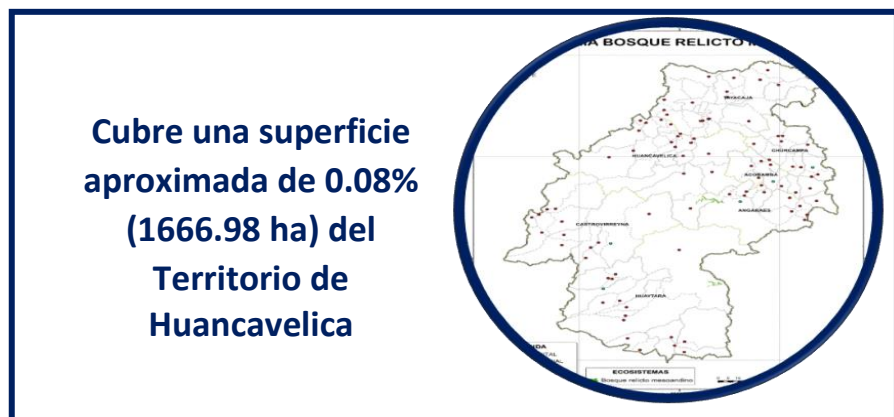 Cubre una superficie
aproximada de 0.08%
(1666.98 ha) del
Territorio de
Huancavelica
BOSQUE RELICTO
TAYACAJA
HUANCAVELICA
CHURCAMPA
ACOBAMBA
ANGARAES
CASTROVIRREYNA
HUAYTARA
ECOSISTEMAS
Bosque relicto mesoandino